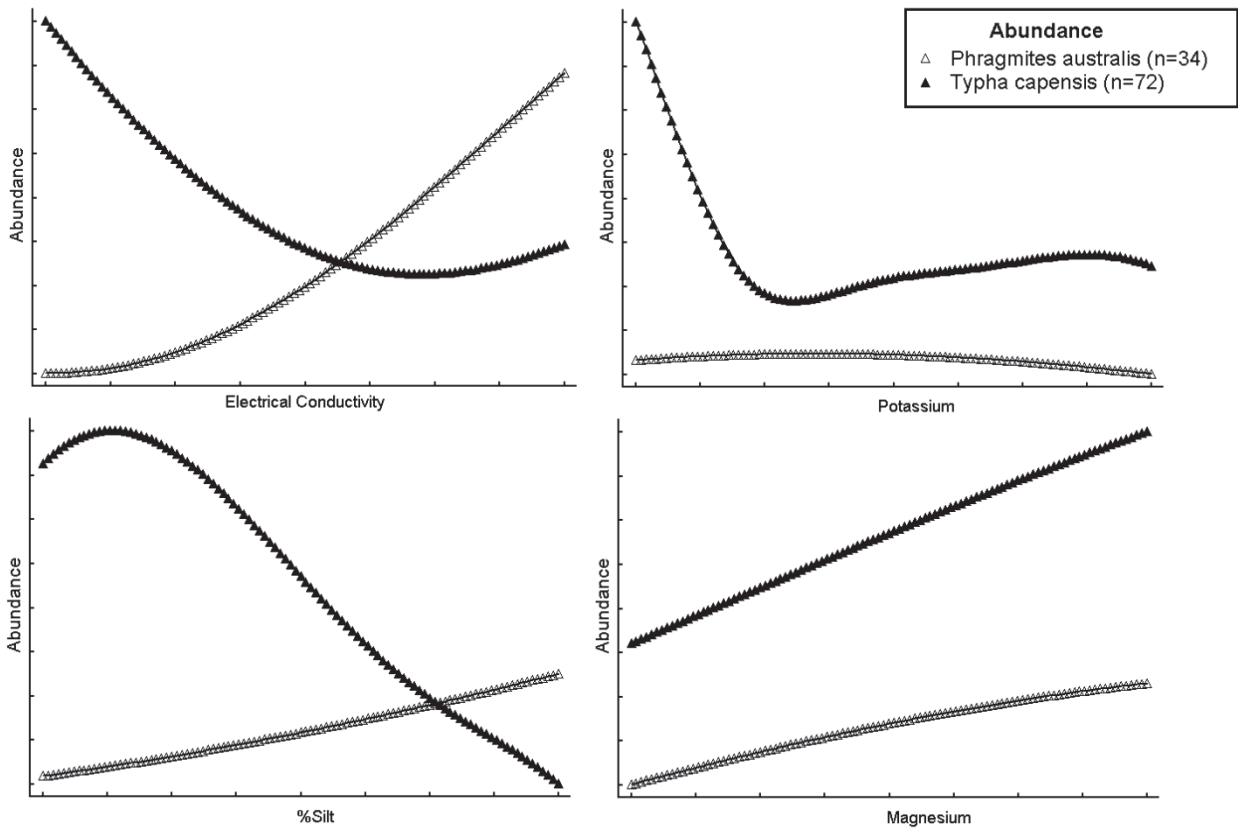 Abundance
△ Phragmites australis (n=34)
▲ Typha capensis (n=72)
Abundance
Electrical Conductivity
Abundance
Potassium
Abundance
%Silt
Abundance
Magnesium